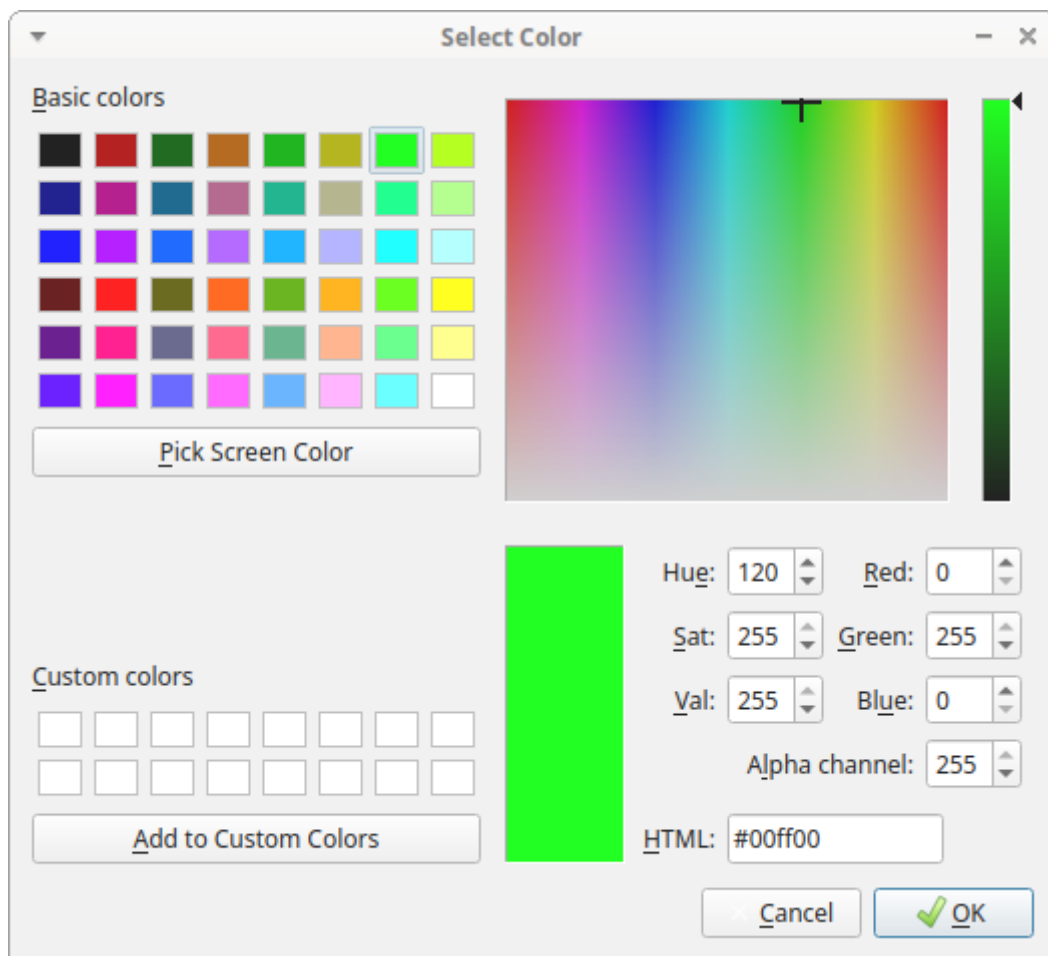 Select Color
Basic colors
Pick Screen Color
Custom colors
Add to Custom Colors
Hue: 120 Red: 0
Sat: 255 Green: 255
Val: 255 Blue: 0
Alpha channel: 255
HTML: #00ff00
Cancel OK